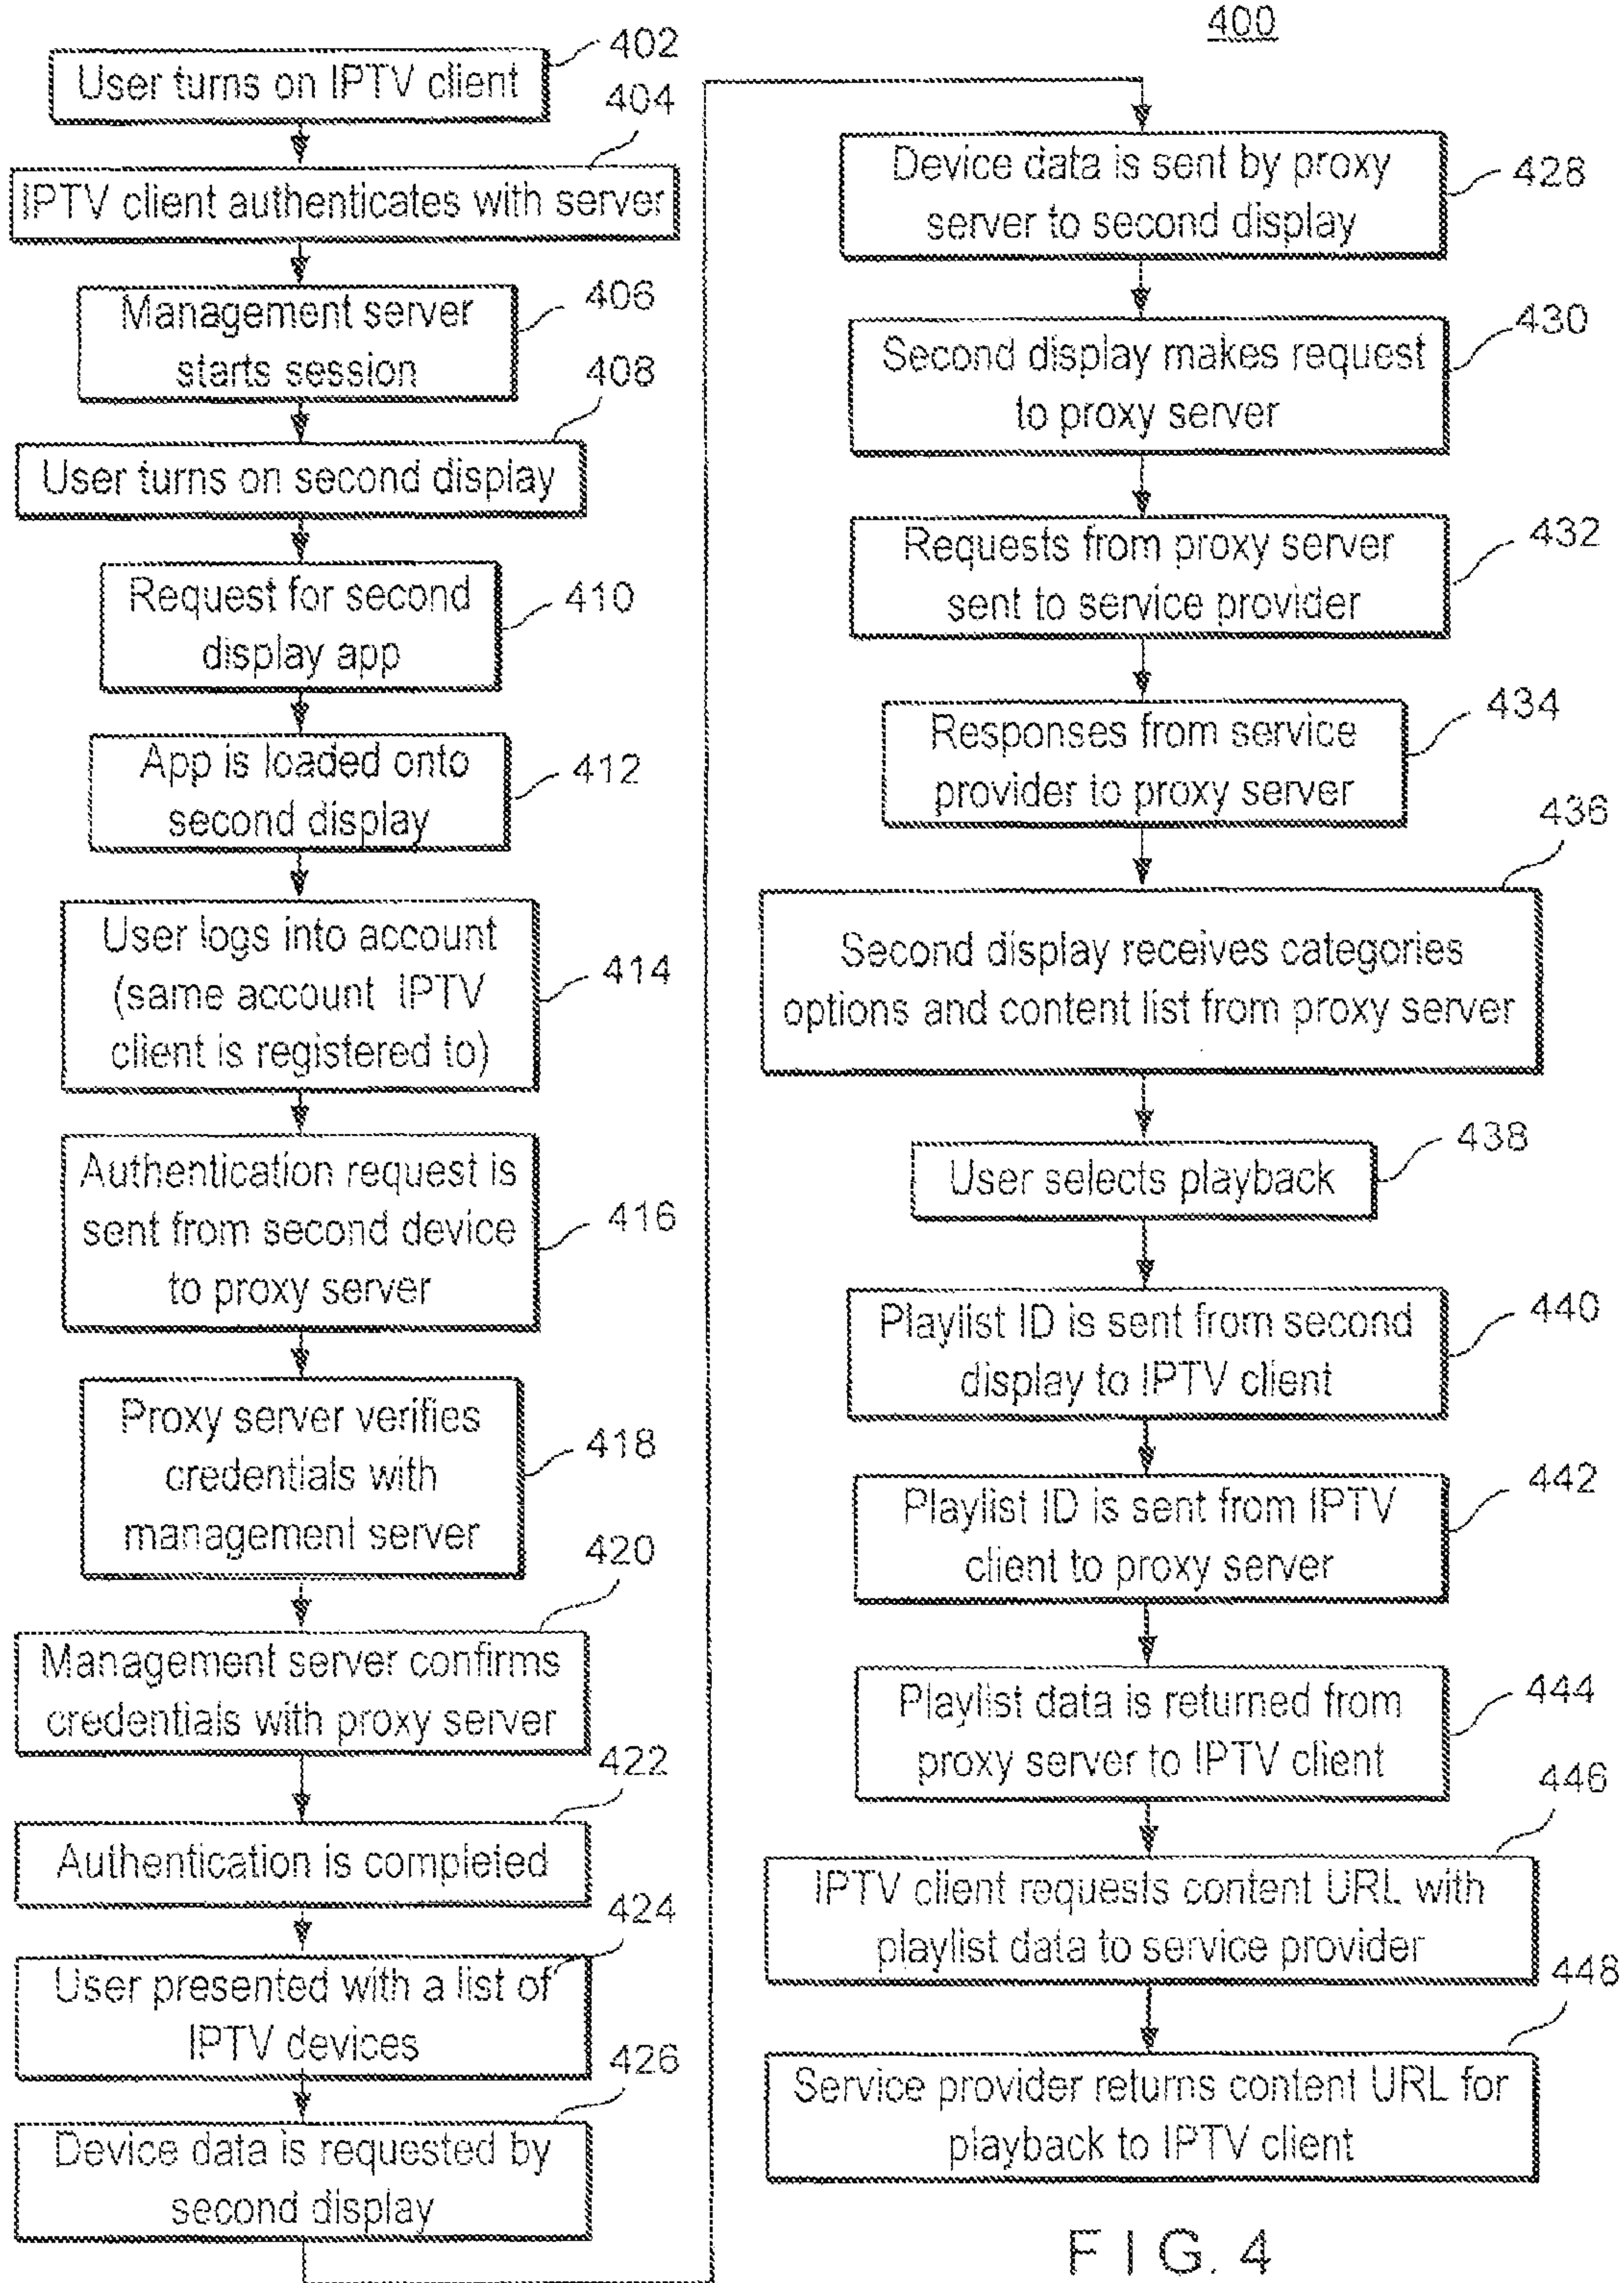 400
402
User turns on IPTV client
404
IPTV client authenticates with server
406
Management server
starts session
408
User turns on second display
Request for second
display app
410
App is loaded onto
second display
412
User logs into account
(same account IPTV
client is registered to)
414
Authentication request is
sent from second device
to proxy server
416
Proxy server verifies
credentials with
management server
418
420
Management server confirms
credentials with proxy server
422
Authentication is completed
424
User presented with a list of
IPTV devices
426
Device data is requested by
second display
Device data is sent by proxy
server to second display
428
Second display makes request
to proxy server
430
Requests from proxy server
sent to service provider
432
Responses from service
provider to proxy server
434
436
Second display receives categories
options and content list from proxy server
438
User selects playback
Playlist ID is sent from second
display to IPTV client
440
Playlist ID is sent from IPTV
client to proxy server
442
Playlist data is returned from
proxy server to IPTV client
444
446
IPTV client requests content URL with
playlist data to service provider
448
Service provider returns content URL for
playback to IPTV client
FIG. 4